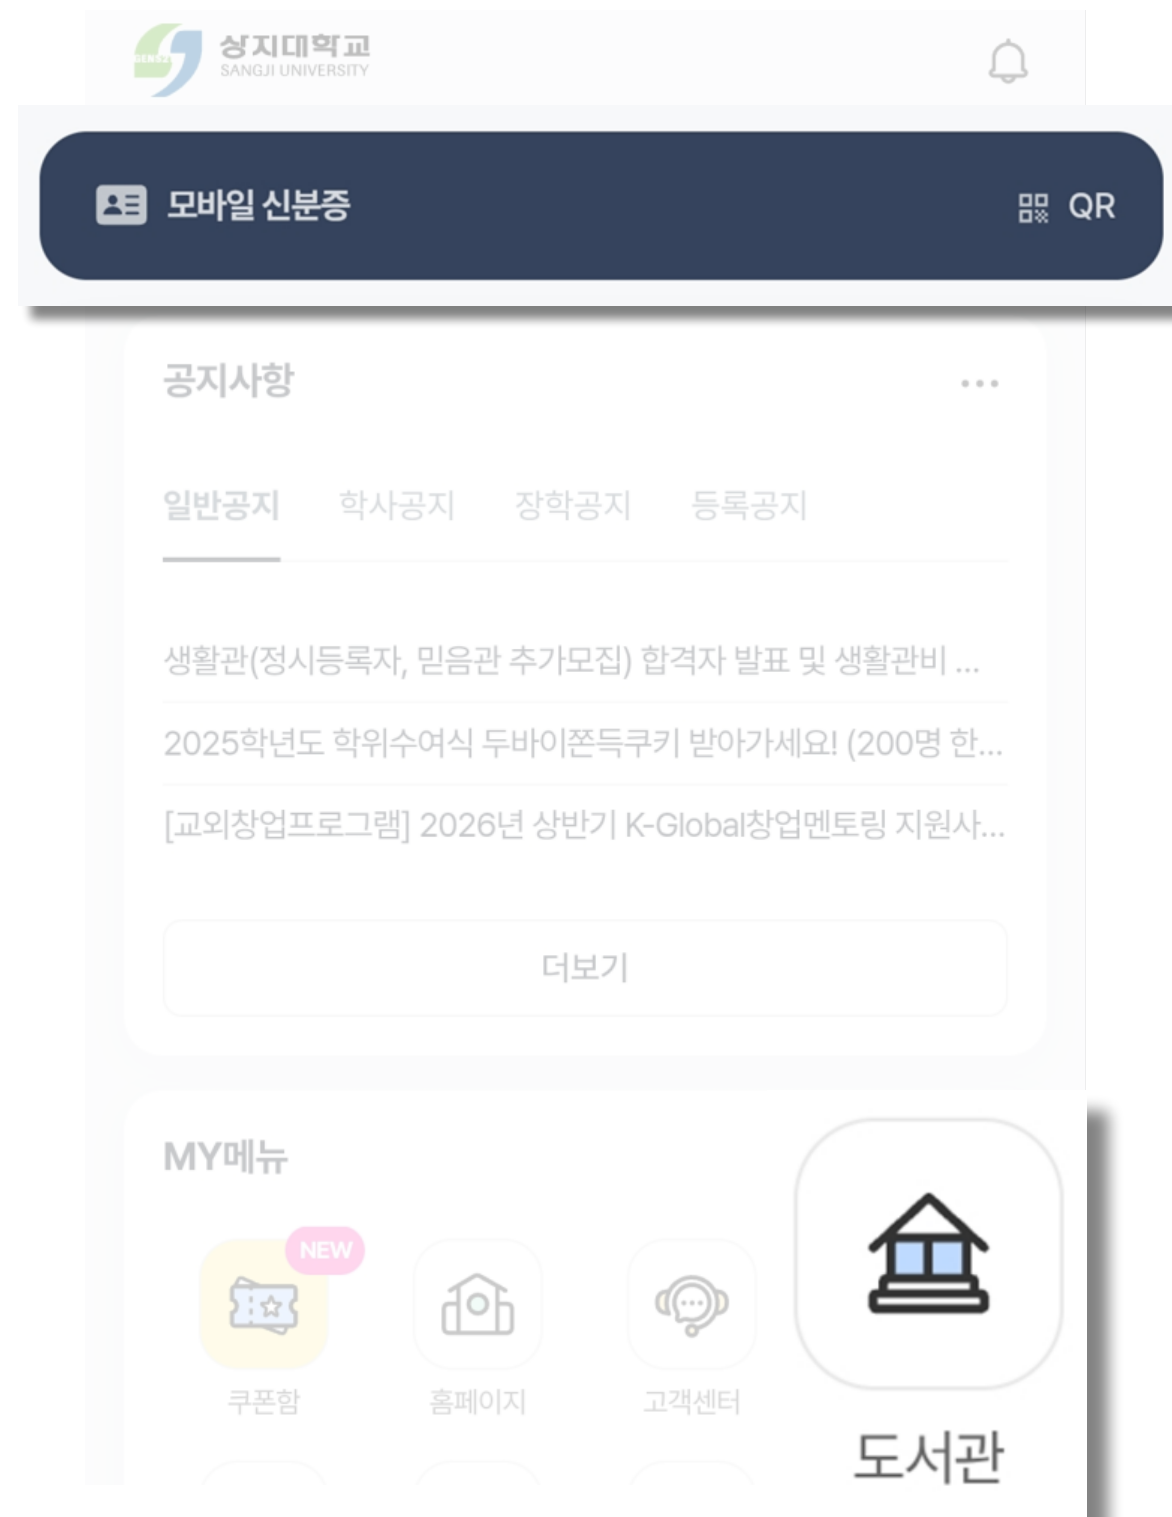 상지대학교
SANGJI UNIVERSITY
모바일 신분증
QR
공지사항
일반공지 학사공지 장학공지 등록공지
생활관(정시등록자, 믿음관 추가모집) 합격자 발표 및 생활관비 ...
2025학년도 학위수여식 두바이쫀득쿠키 받아가세요! (200명 한...
[교외창업프로그램] 2026년 상반기 K-Global창업멘토링 지원사...
더보기
MY메뉴
NEW
쿠폰함 홈페이지 고객센터 도서관